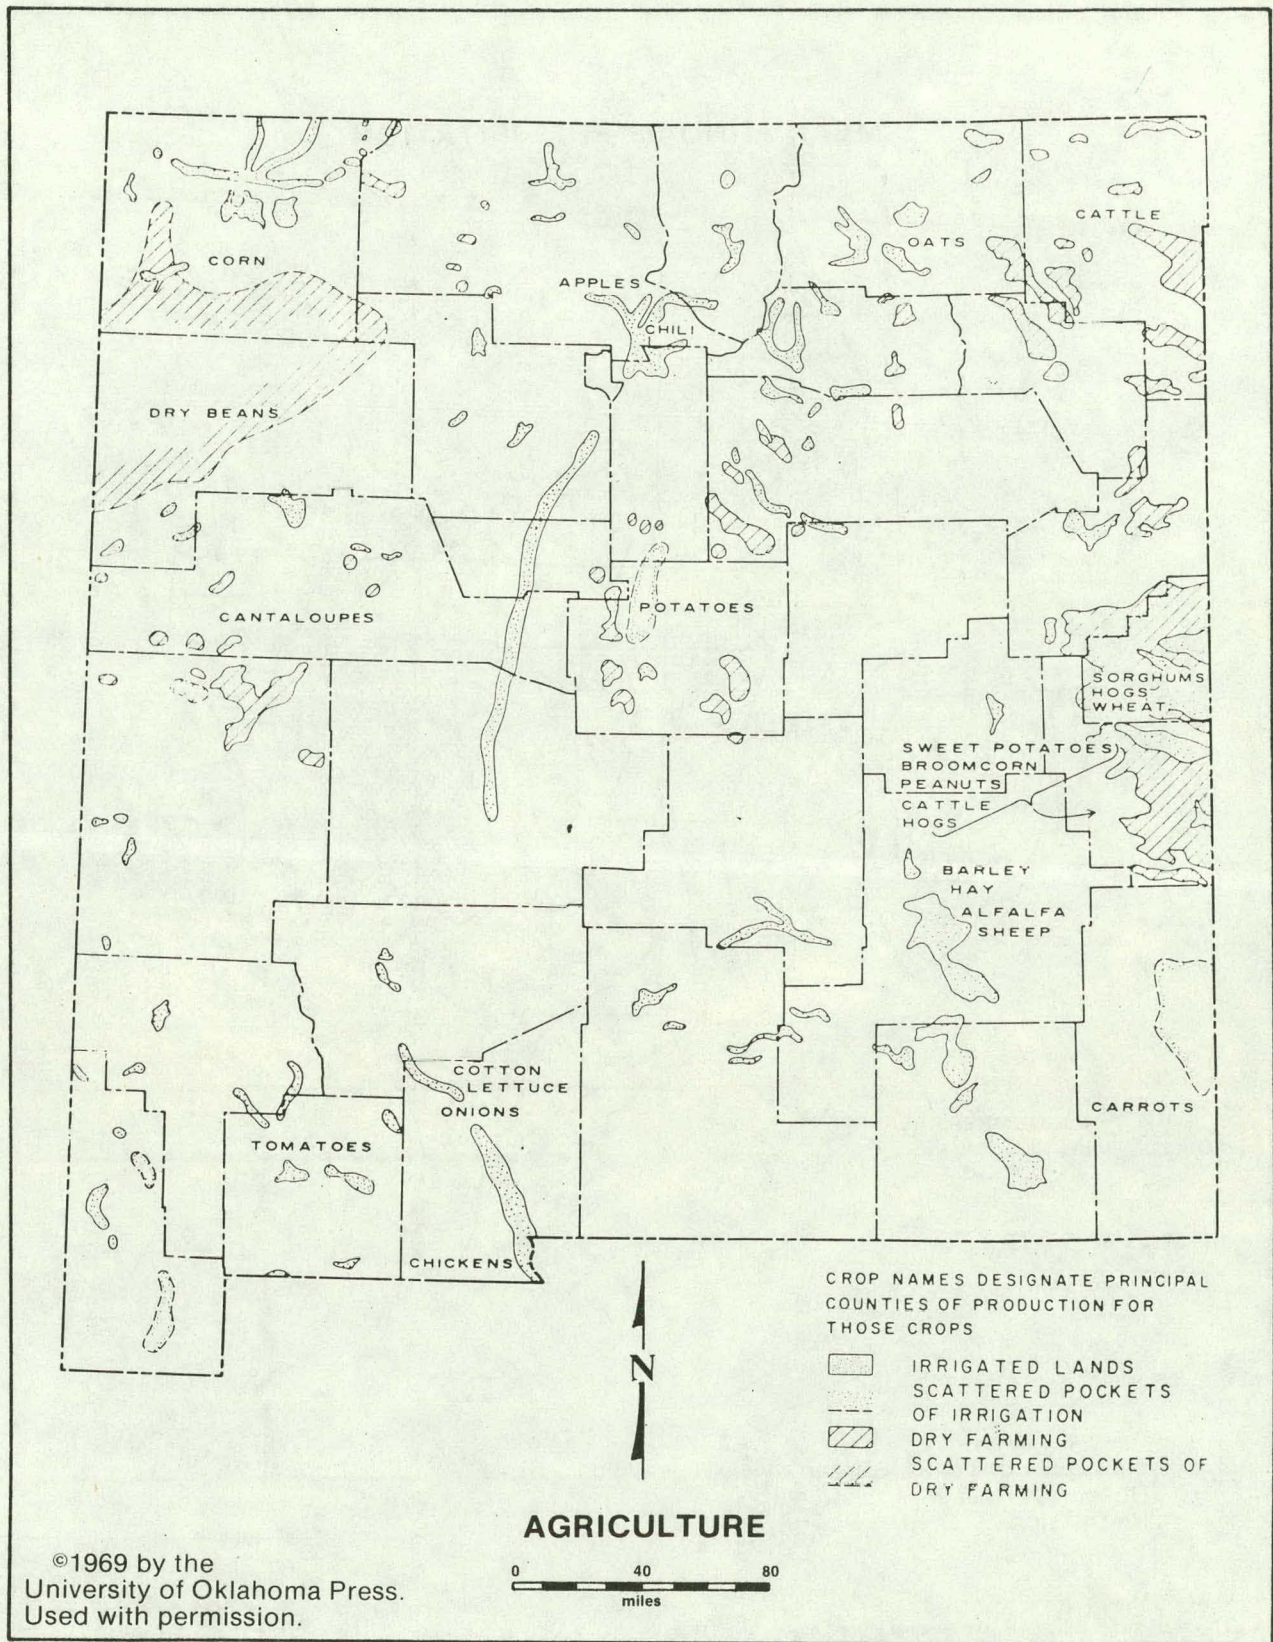 CATTLE
OATS
CORN
APPLES
CHILI
DRY BEANS
POTATOES
CANTALOUPES
SORGHUMS
HOGS
WHEAT
SWEET POTATOES
BROOMCORN
PEANUTS
CATTLE
HOGS
BARLEY
HAY
ALFALFA
SHEEP
COTTON
LETTUCE
ONIONS
CARROTS
TOMATOES
CHICKENS
CROP NAMES DESIGNATE PRINCIPAL
COUNTIES OF PRODUCTION FOR
THOSE CROPS
IRRIGATED LANDS
SCATTERED POCKETS
OF IRRIGATION
DRY FARMING
SCATTERED POCKETS OF
DRY FARMING
N
AGRICULTURE
0 40 80
miles
©1969 by the
University of Oklahoma Press.
Used with permission.